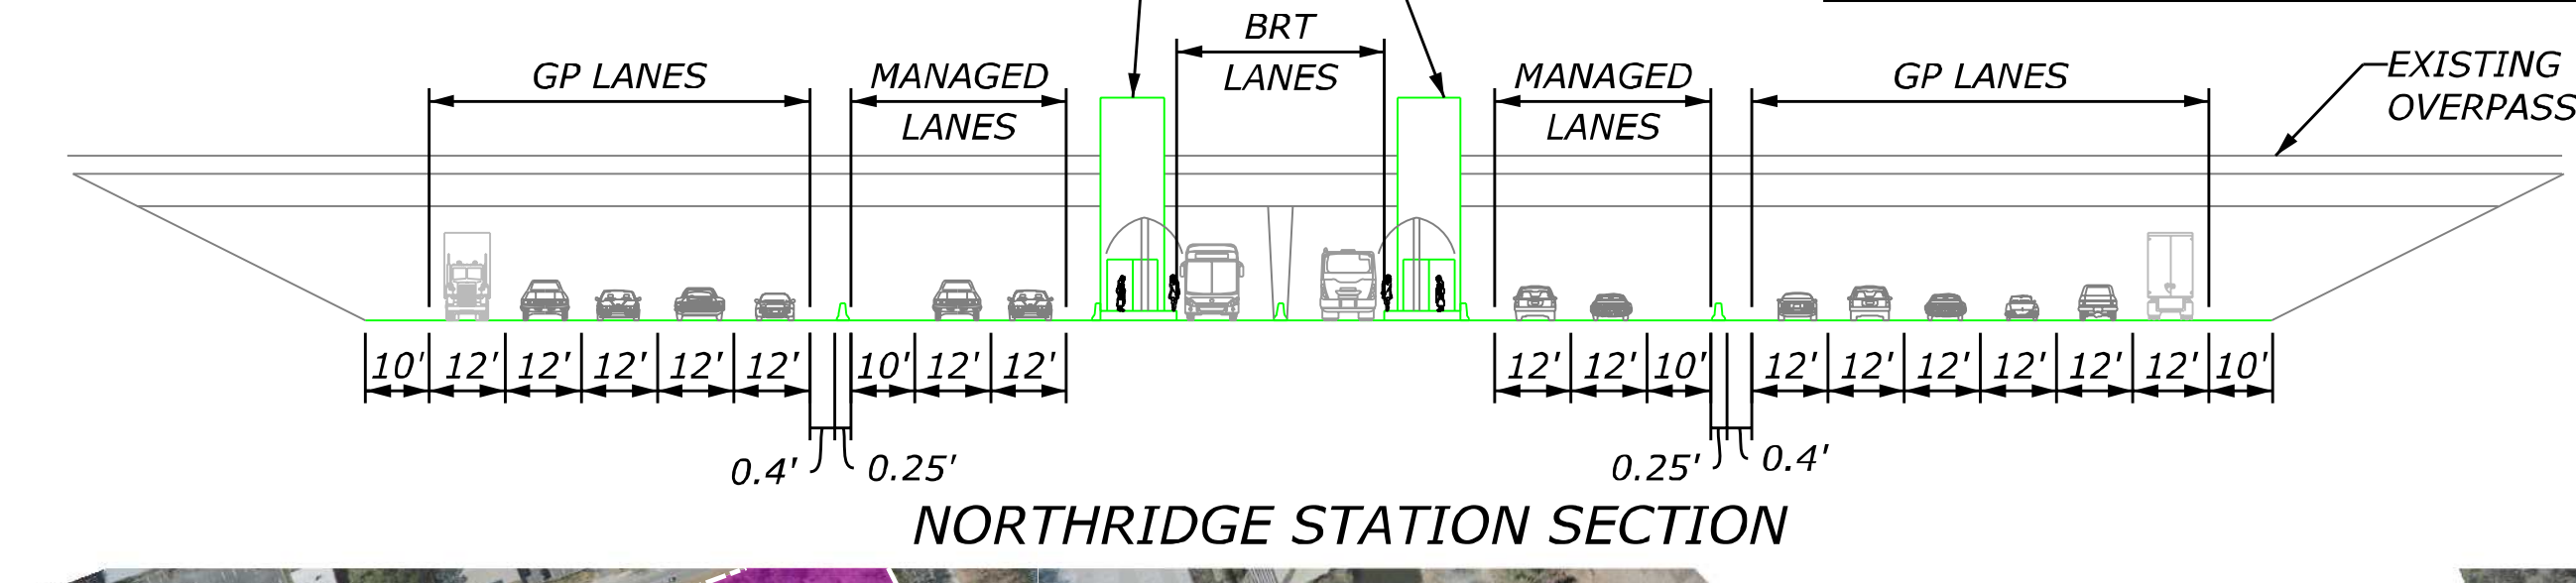 BRT
LANES
GP LANES
MANAGED
LANES
MANAGED
LANES
GP LANES
EXISTING
OVERPASS
10' 12' 12' 12' 12' 12' 10' 12' 12' 12' 12' 10' 12' 12' 12' 12' 12' 12' 10'
0.4' 0.25' 0.25' 0.4'
NORTHRIDGE STATION SECTION